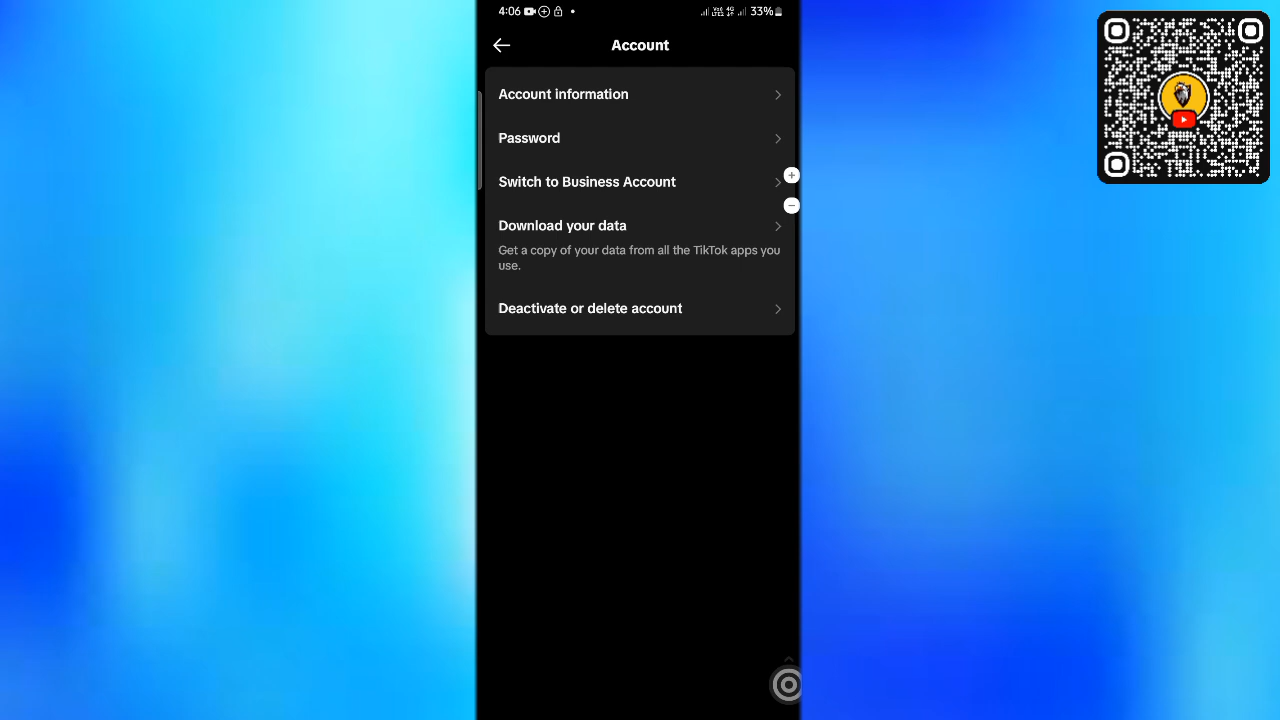 4:06 33%
Account
Account information
Password
Switch to Business Account
Download your data
Get a copy of your data from all the TikTok apps you
use.
Deactivate or delete account